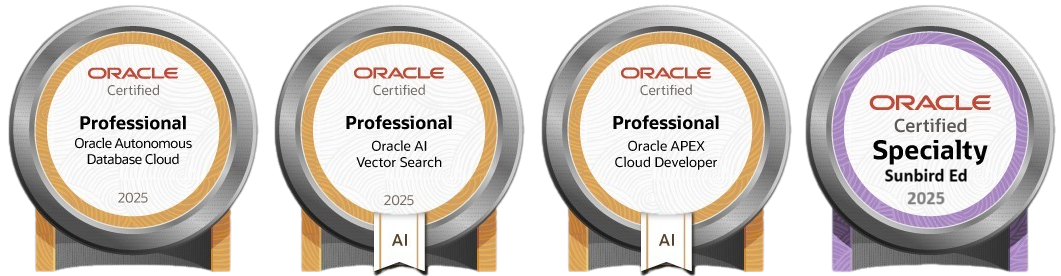 ORACLE
Certified
Professional
Oracle Autonomous
Database Cloud
2025
ORACLE
Certified
Professional
Oracle AI
Vector Search
2025
AI
ORACLE
Certified
Professional
Oracle APEX
Cloud Developer
AI
ORACLE
Certified
Specialty
Sunbird Ed
2025